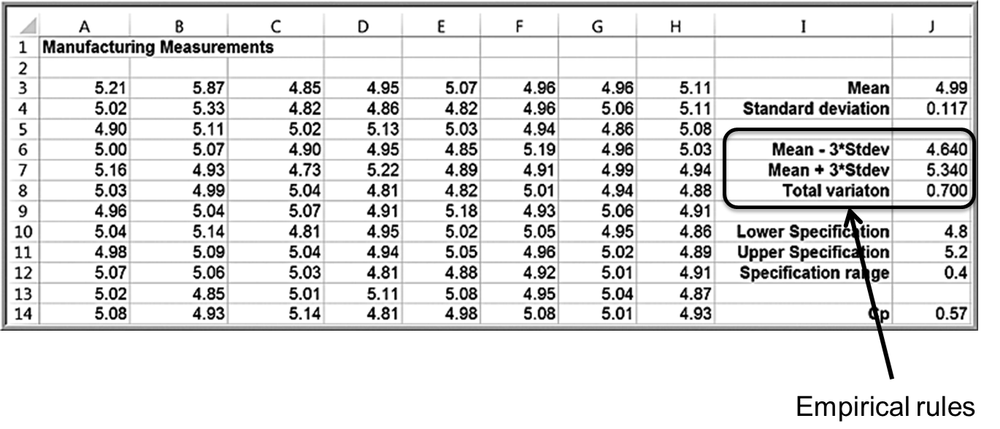 A B C D E F G H I J
1 Manufacturing Measurements
2
3 5.21 5.87 4.85 4.95 5.07 4.96 4.96 5.11 Mean 4.99
4 5.02 5.33 4.82 4.86 4.82 4.96 5.06 5.11 Standard deviation 0.117
5 4.90 5.11 5.02 5.13 5.03 4.94 4.86 5.08
6 5.00 5.07 4.90 4.95 4.85 5.19 4.96 5.03 Mean - 3*Stdev 4.640
7 5.16 4.93 4.73 5.22 4.89 4.91 4.99 4.94 Mean + 3*Stdev 5.340
8 5.03 4.99 5.04 4.81 4.82 5.01 4.94 4.88 Total variaton 0.700
9 4.96 5.04 5.07 4.91 5.18 4.93 5.06 4.91
10 5.04 5.14 4.81 4.95 5.02 5.05 4.95 4.86 Lower Specification 4.8
11 4.98 5.09 5.04 4.94 5.05 4.96 5.02 4.89 Upper Specification 5.2
12 5.07 5.06 5.03 4.81 4.88 4.92 5.01 4.91 Specification range 0.4
13 5.02 4.85 5.01 5.11 5.08 4.95 5.04 4.87
14 5.08 4.93 5.14 4.81 4.98 5.08 5.01 4.93 Cp 0.57
Empirical rules